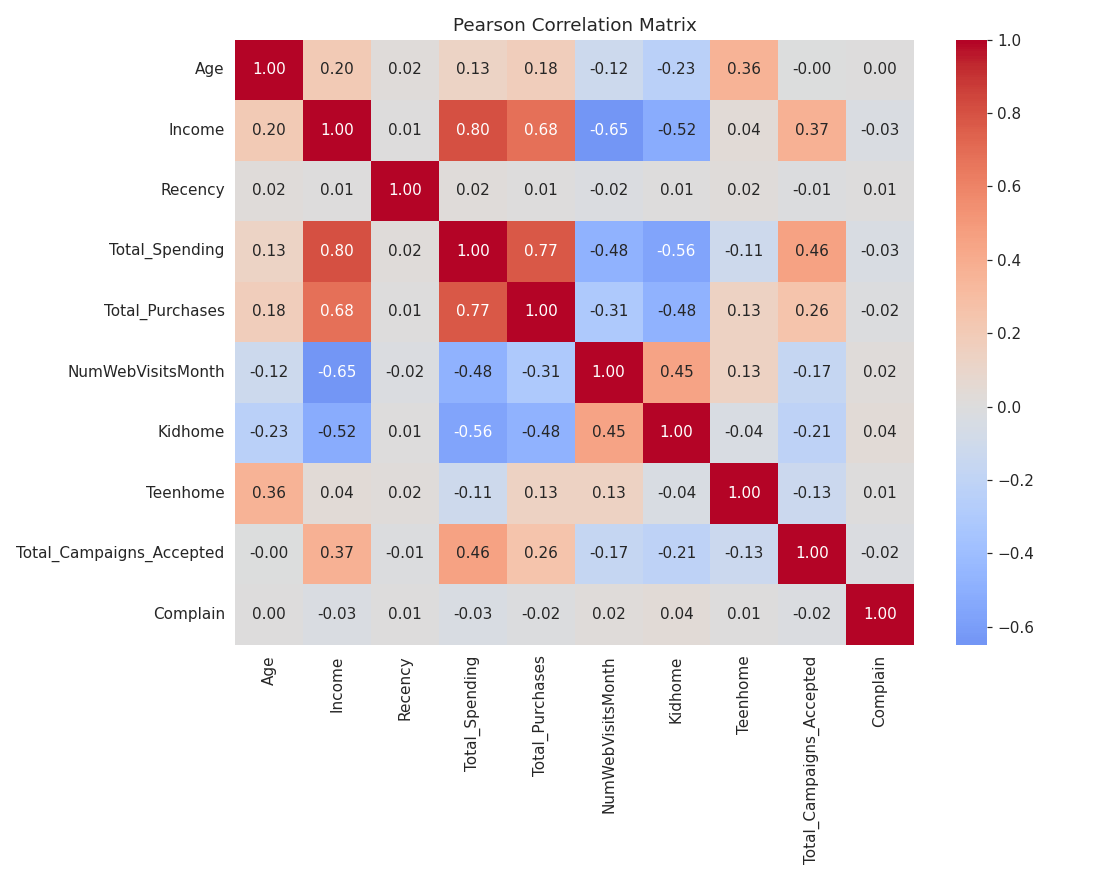 Pearson Correlation Matrix
Age 1.00 0.20 0.02 0.13 0.18 -0.12 -0.23 0.36 -0.00 0.00
Income 0.20 1.00 0.01 0.80 0.68 -0.65 -0.52 0.04 0.37 -0.03
Recency 0.02 0.01 1.00 0.02 0.01 -0.02 0.01 0.02 -0.01 0.01
Total_Spending 0.13 0.80 0.02 1.00 0.77 -0.48 -0.56 -0.11 0.46 -0.03
Total_Purchases 0.18 0.68 0.01 0.77 1.00 -0.31 -0.48 0.13 0.26 -0.02
NumWebVisitsMonth -0.12 -0.65 -0.02 -0.48 -0.31 1.00 0.45 0.13 -0.17 0.02
Kidhome -0.23 -0.52 0.01 -0.56 -0.48 0.45 1.00 -0.04 -0.21 0.04
Teenhome 0.36 0.04 0.02 -0.11 0.13 0.13 -0.04 1.00 -0.13 0.01
Total_Campaigns_Accepted -0.00 0.37 -0.01 0.46 0.26 -0.17 -0.21 -0.13 1.00 -0.02
Complain 0.00 -0.03 0.01 -0.03 -0.02 0.02 0.04 0.01 -0.02 1.00
Age
Income
Recency
Total_Spending
Total_Purchases
NumWebVisitsMonth
Kidhome
Teenhome
Total_Campaigns_Accepted
Complain
1.0
0.8
0.6
0.4
0.2
0.0
−0.2
−0.4
−0.6